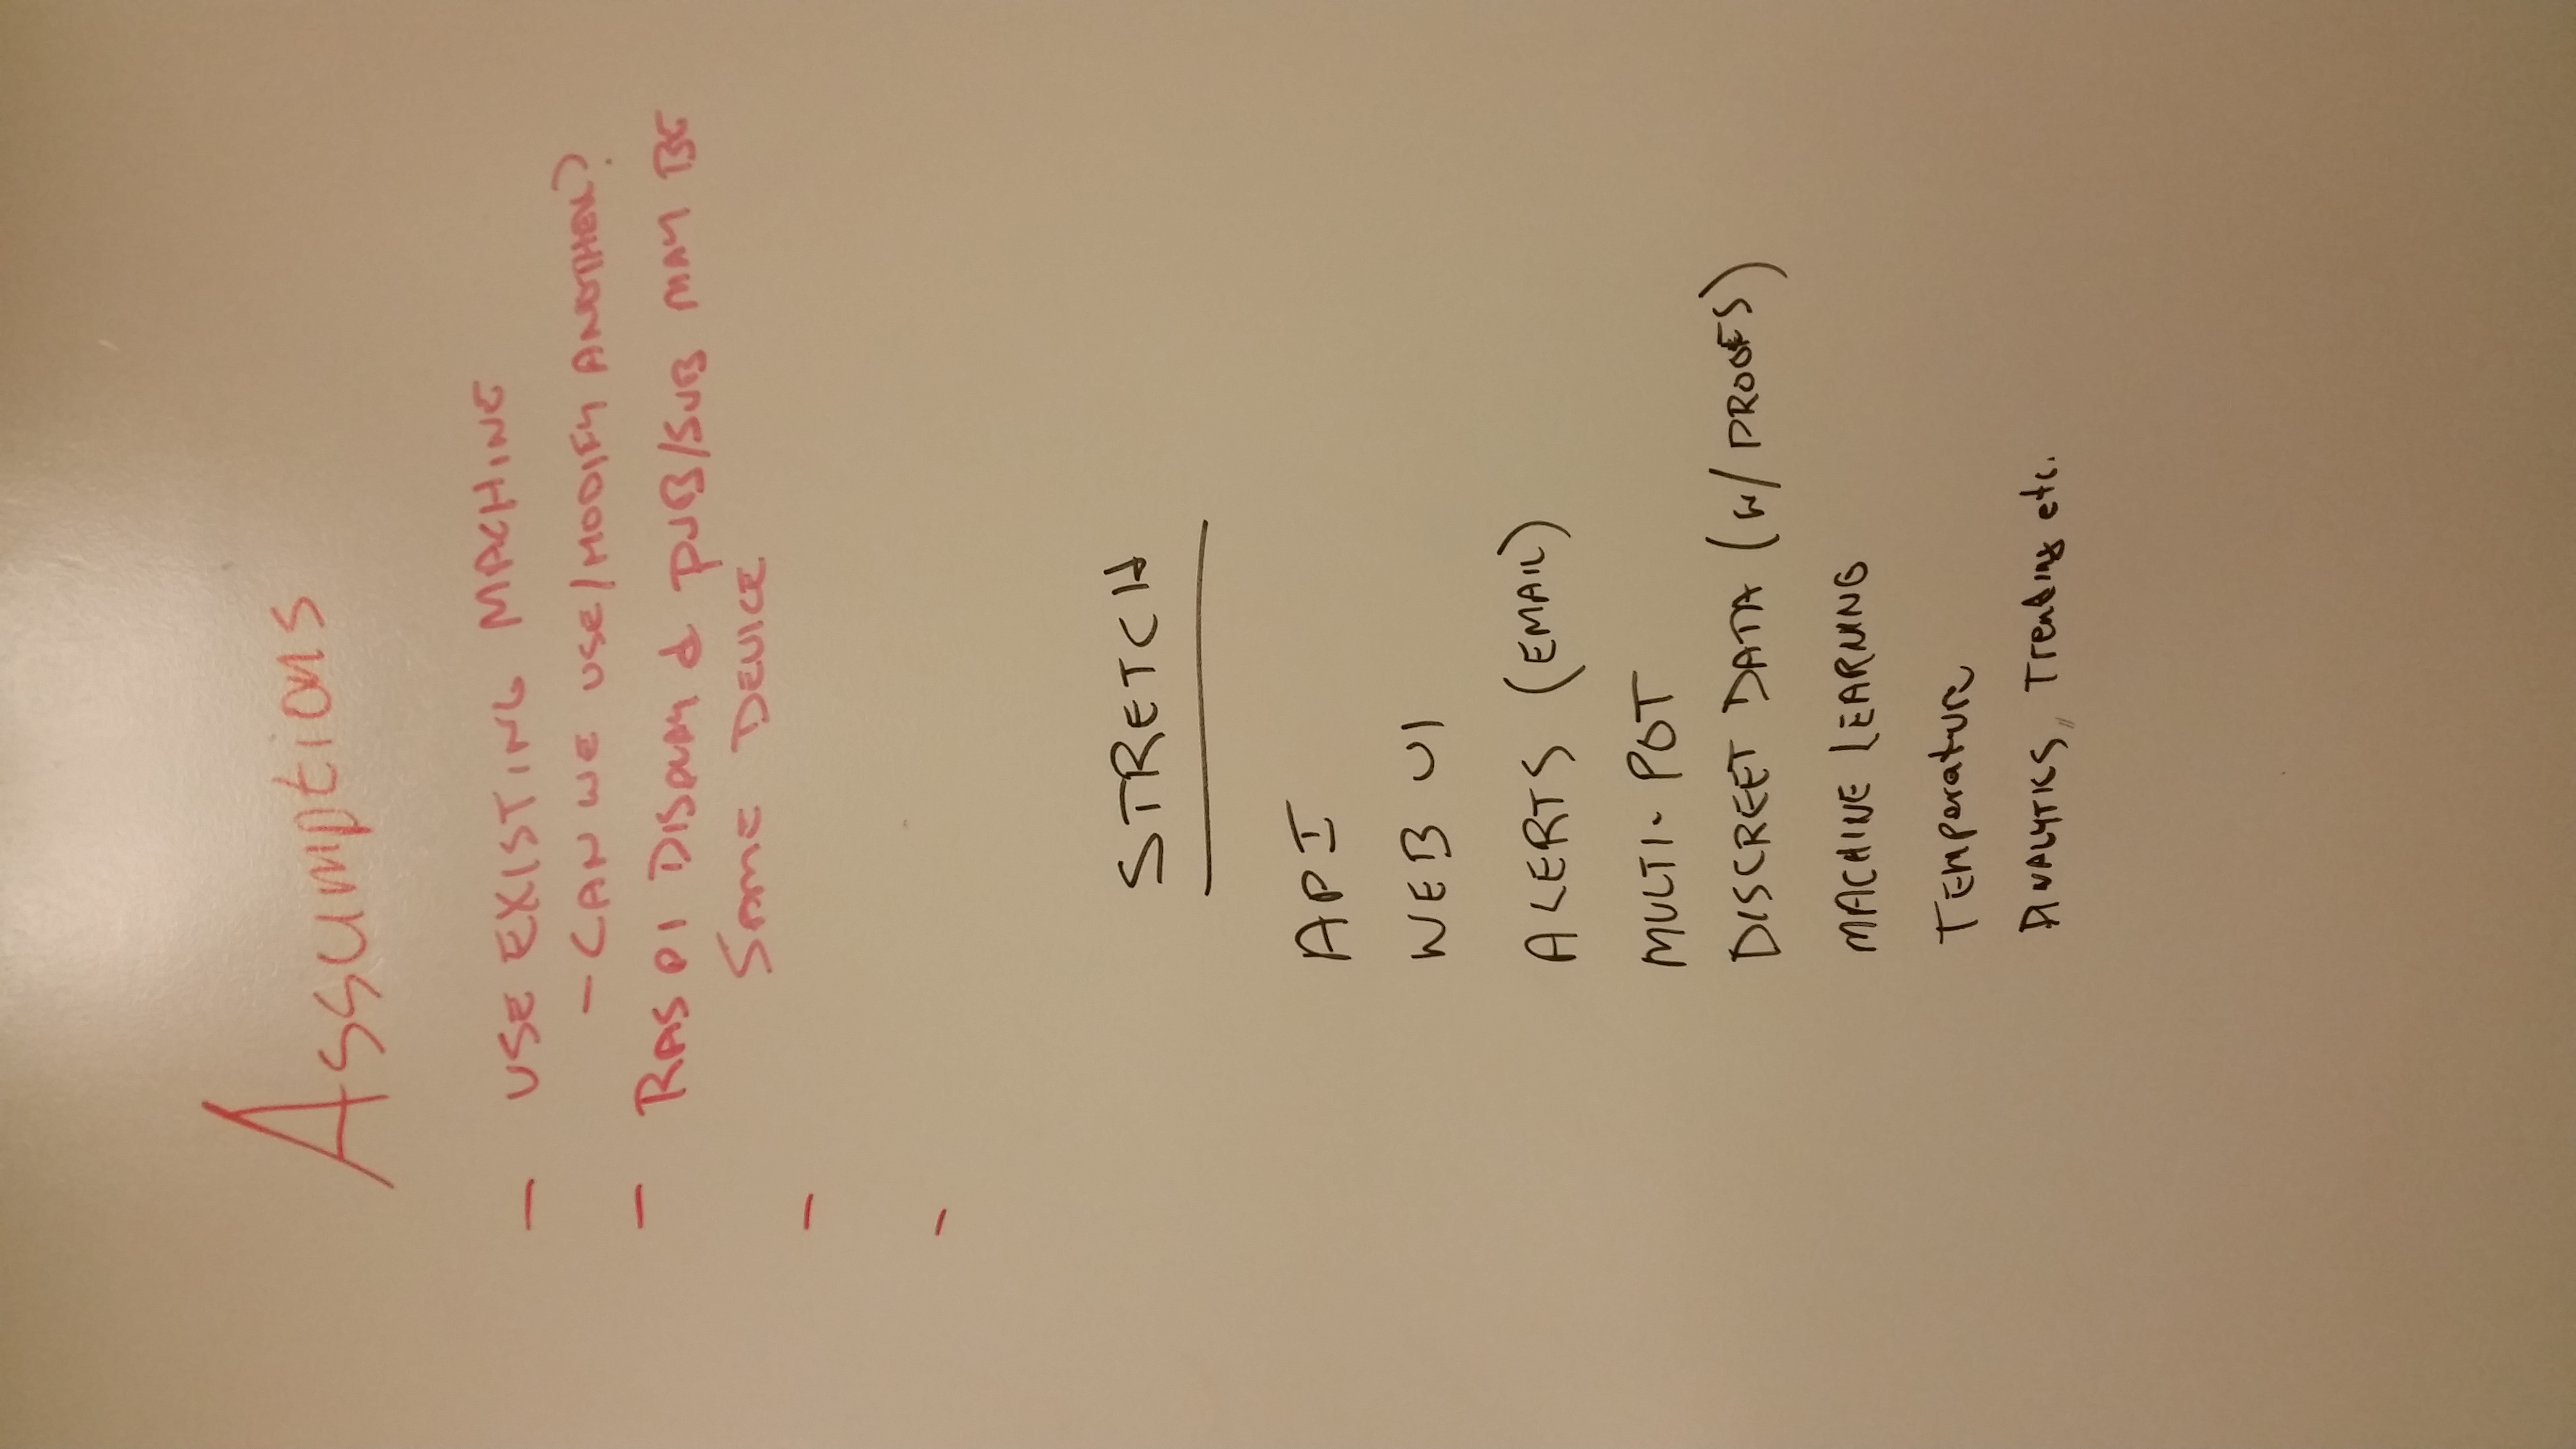 Assumptions
- USE EXISTING MACHINE
- CAN WE USE/MODIFY ANOTHER?
- RAS PI DISPLAY & PUB/SUB MAY BE
SAME DEVICE
-
-
STRETCH
API
WEB UI
ALERTS (EMAIL)
MULTI-POT
DISCREET DATA (W/ PROBES)
MACHINE LEARNING
Temperature
ANALYTICS, Trending etc.